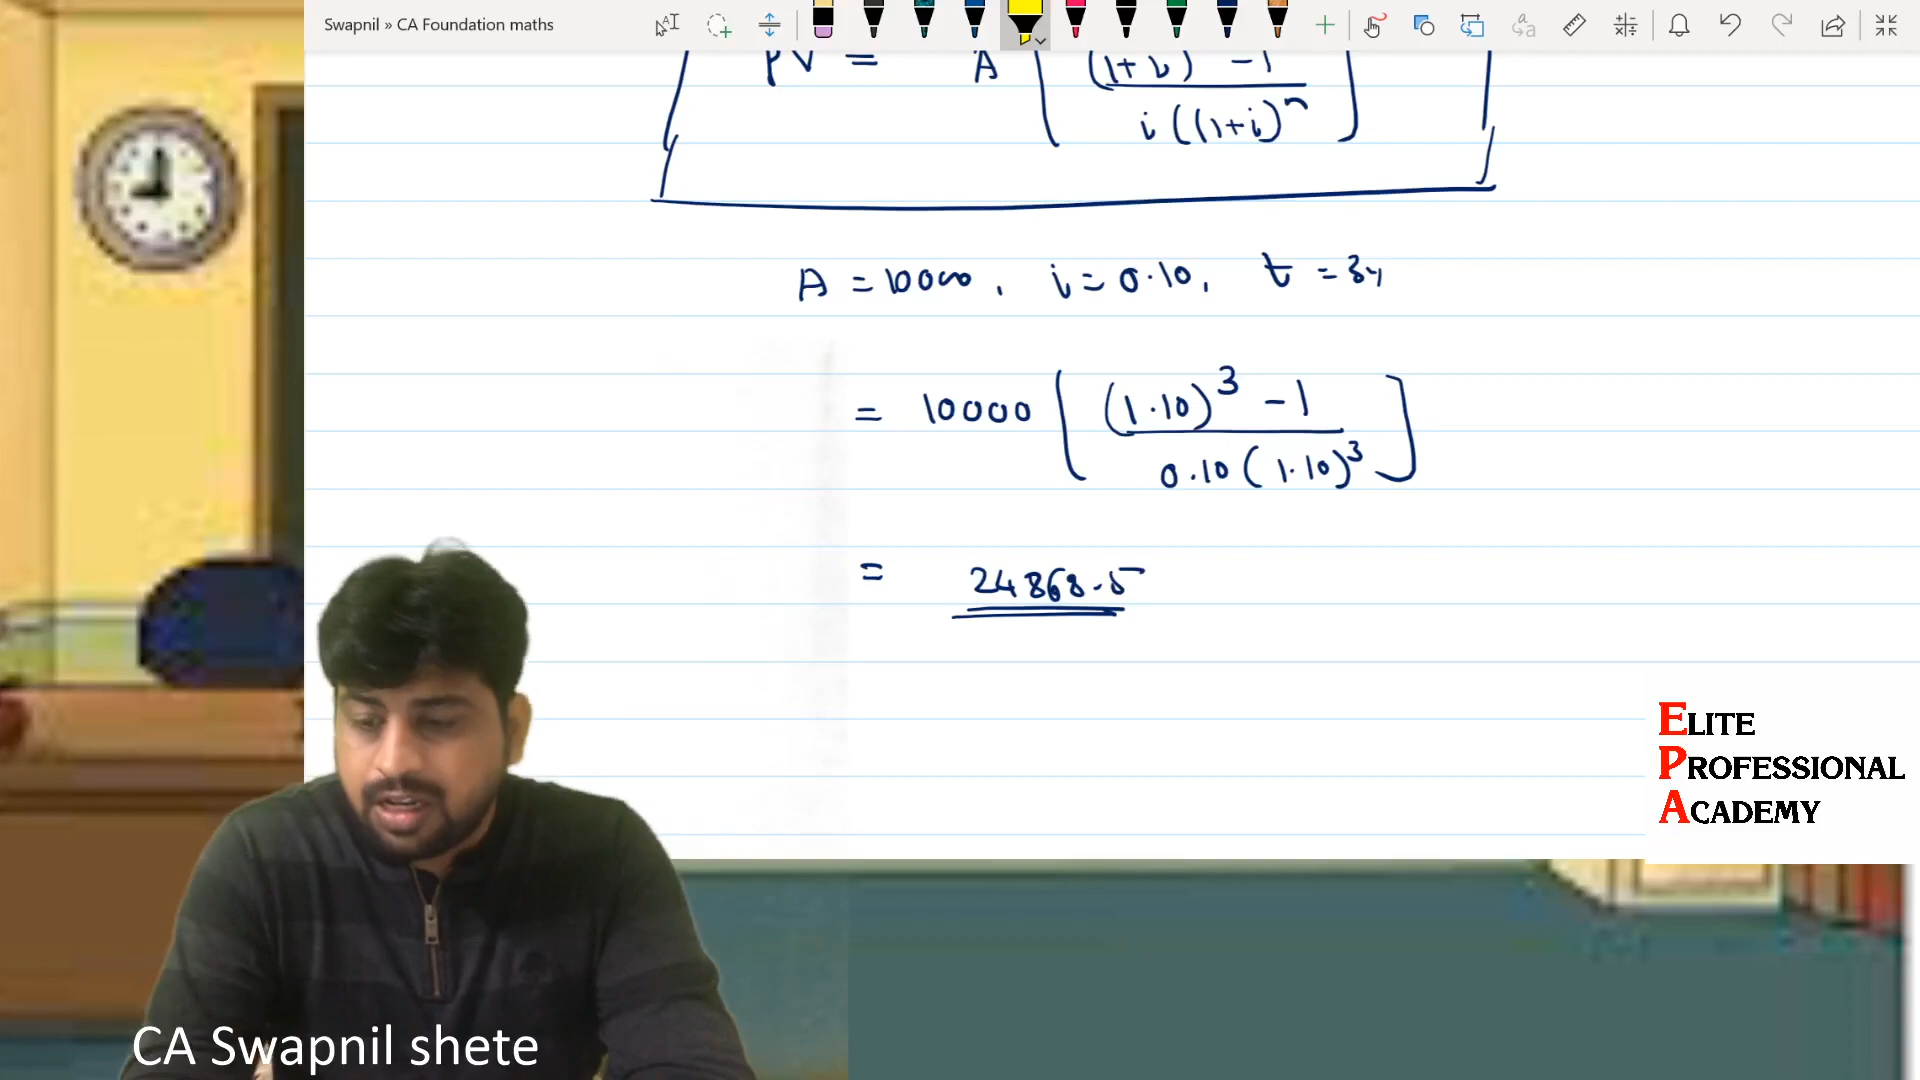 Swapnil » CA Foundation maths
PV = A [ (1+i) -1
i((1+i)^n ]
A = 10000, i = 0.10, t = 3y
= 10000 [ (1.10)^3 - 1
0.10(1.10)^3 ]
= 24868.5
ELITE
PROFESSIONAL
ACADEMY
CA Swapnil shete